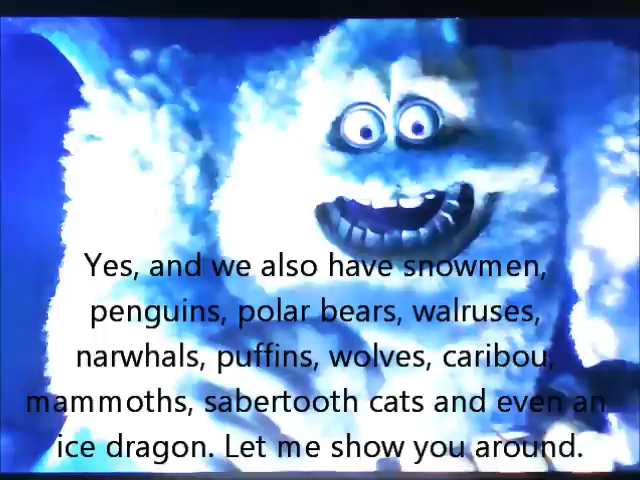 Yes, and we also have snowmen,
penguins, polar bears, walruses,
narwhals, puffins, wolves, caribou,
mammoths, sabertooth cats and even an
ice dragon. Let me show you around.